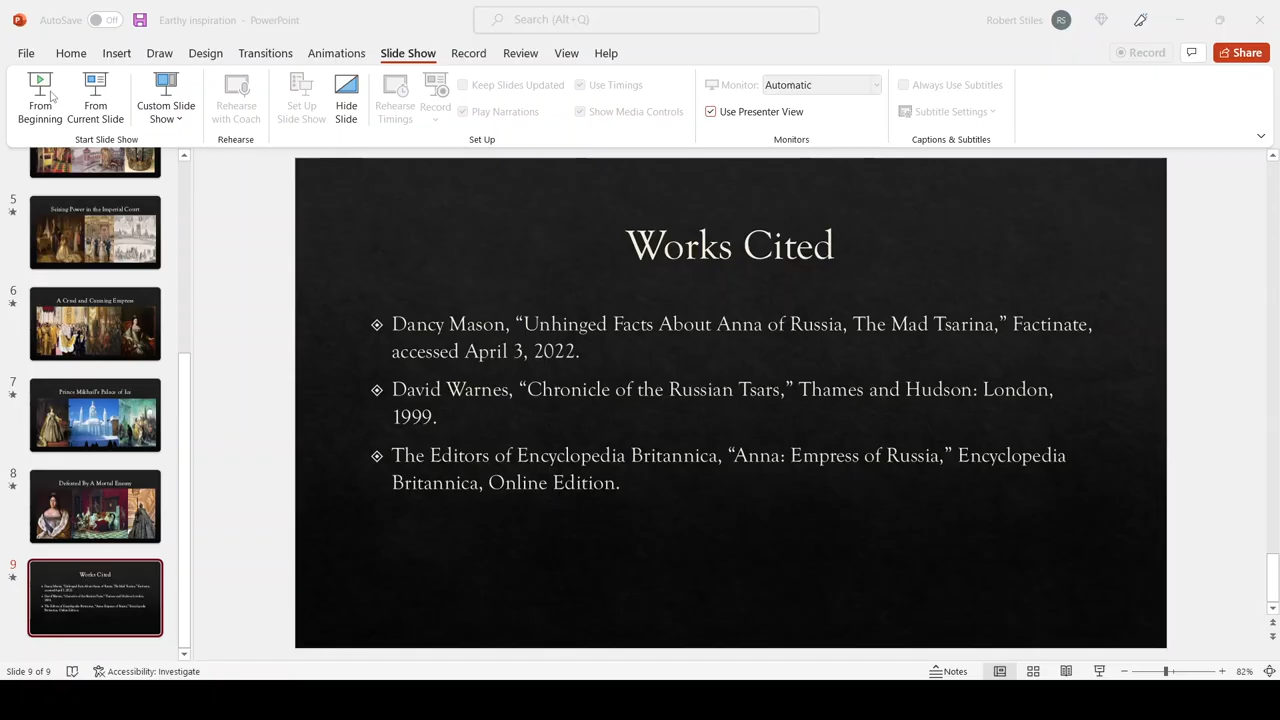 AutoSave Off Earthy inspiration - PowerPoint Search (Alt+Q) Robert Stiles RS
File Home Insert Draw Design Transitions Animations Slide Show Record Review View Help Record Share
From Beginning
From Current Slide
Custom Slide Show
Start Slide Show
Rehearse with Coach
Rehearse
Set Up Slide Show
Hide Slide
Rehearse Timings
Record
Keep Slides Updated
Play Narrations
Use Timings
Show Media Controls
Set Up
Monitor: Automatic
Use Presenter View
Monitors
Always Use Subtitles
Subtitle Settings
Captions & Subtitles
5
Seizing Power in the Imperial Court
6
A Cruel and Cunning Empress
7
Prince Mikhail's Palace of Ice
8
Defeated By A Mortal Enemy
9
Works Cited
Works Cited
Dancy Mason, “Unhinged Facts About Anna of Russia, The Mad Tsarina,” Factinate,
accessed April 3, 2022.
David Warnes, “Chronicle of the Russian Tsars,” Thames and Hudson: London,
1999.
The Editors of Encyclopedia Britannica, “Anna: Empress of Russia,” Encyclopedia
Britannica, Online Edition.
Slide 9 of 9 Accessibility: Investigate Notes 82%